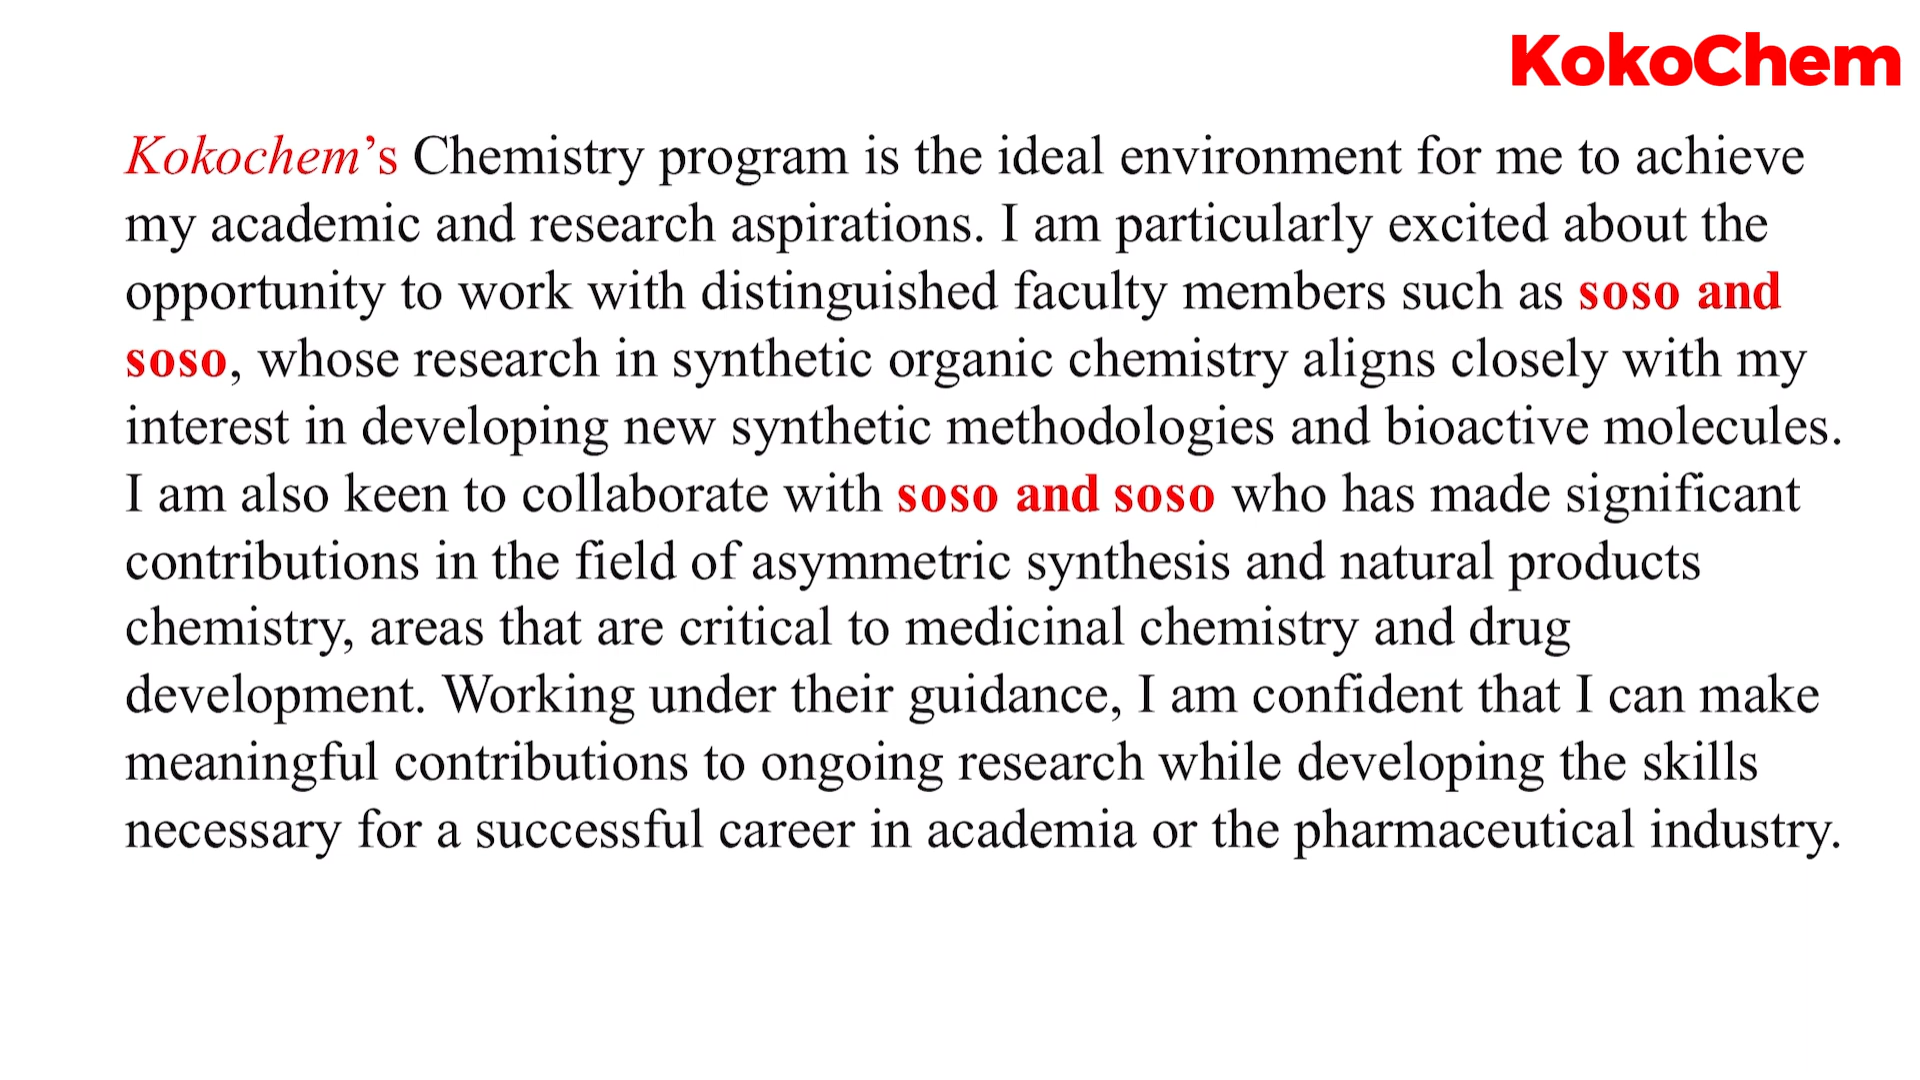 KokoChem
Kokochem’s Chemistry program is the ideal environment for me to achieve
my academic and research aspirations. I am particularly excited about the
opportunity to work with distinguished faculty members such as soso and
soso, whose research in synthetic organic chemistry aligns closely with my
interest in developing new synthetic methodologies and bioactive molecules.
I am also keen to collaborate with soso and soso who has made significant
contributions in the field of asymmetric synthesis and natural products
chemistry, areas that are critical to medicinal chemistry and drug
development. Working under their guidance, I am confident that I can make
meaningful contributions to ongoing research while developing the skills
necessary for a successful career in academia or the pharmaceutical industry.